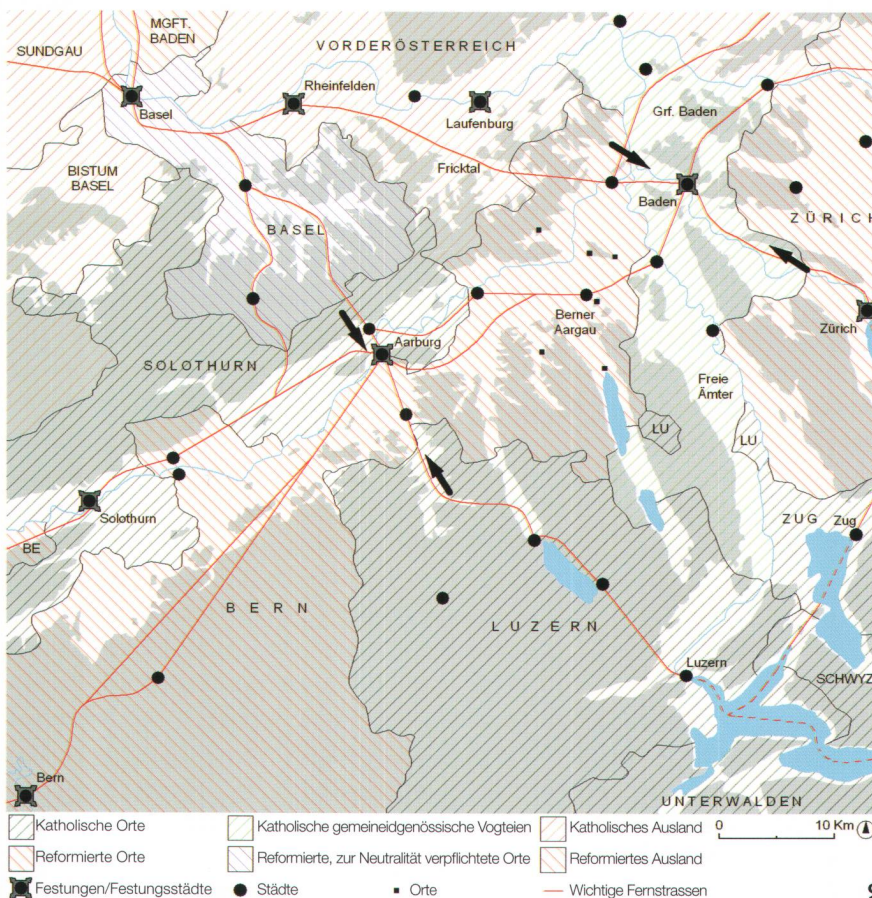 MGFT.
BADEN
SUNDGAU
VORDERÖSTERREICH
Rheinfelden
Basel
Laufenburg
Grf. Baden
BISTUM
BASEL
Fricktal
Baden
BASEL
ZÜRICH
Berner
Aargau
Zürich
Aarburg
SOLOTHURN
Freie
Ämter
LU
LU
Solothurn
ZUG
Zug
BE
BERN
LUZERN
Luzern
SCHWYZ
Bern
UNTERWALDEN
Katholische Orte
Katholische gemeineidgenössische Vogteien
Katholisches Ausland
0 10 Km
Reformierte Orte
Reformierte, zur Neutralität verpflichtete Orte
Reformiertes Ausland
Festungen/Festungsstädte
Städte
Orte
Wichtige Fernstrassen